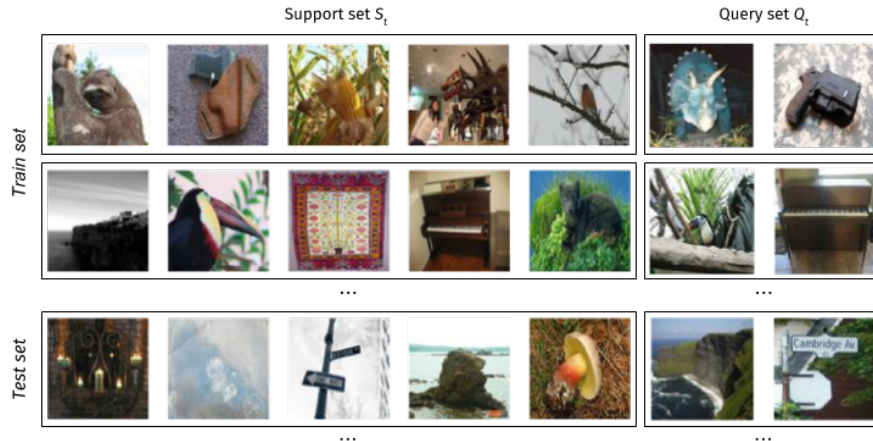 Support set S_t
Query set Q_t
Train set
...
...
Test set
Cambridge Av.
...
...